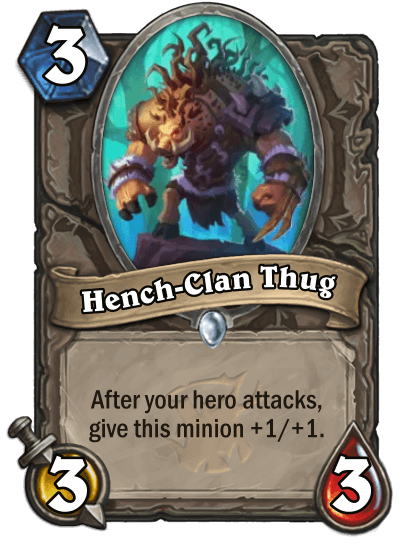 3
Hench-Clan Thug
After your hero attacks,
give this minion +1/+1.
3 3